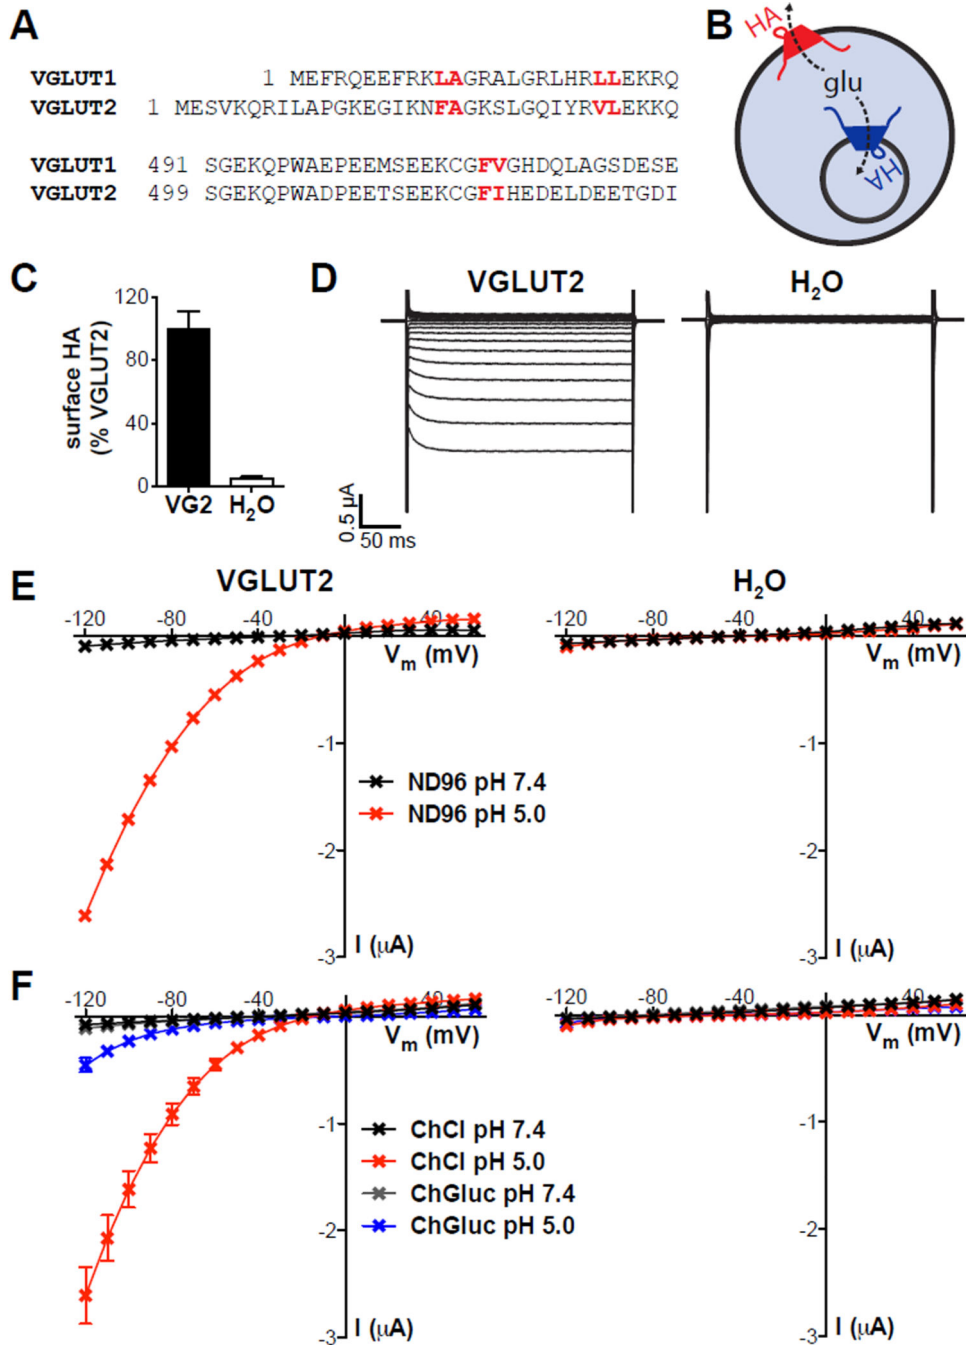 A
VGLUT1 1 MEFRQEEFRKLAGRALGRLHRLLEKRQ
VGLUT2 1 MESVKQRILAPGKEGIKNFAGKSLGQIYRVLEKKQ
VGLUT1 491 SGEKQPWAEPEEMSEEKCGFVGHDQLAGSDESE
VGLUT2 499 SGEKQPWADPEETSEEKCGFIHEDELDEETGDI
B
HA
glu
HA
C
surface HA
(% VGLUT2)
120
80
40
0
VG2 H2O
D
VGLUT2 H2O
0.5 µA
50 ms
E
VGLUT2 H2O
-120 -80 -40 40
Vm (mV)
-1
-2
-3
I (µA)
ND96 pH 7.4
ND96 pH 5.0
-120 -80 -40 40
Vm (mV)
-1
-2
-3
I (µA)
F
-120 -80 -40 40
Vm (mV)
-1
-2
-3
I (µA)
ChCl pH 7.4
ChCl pH 5.0
ChGluc pH 7.4
ChGluc pH 5.0
-120 -80 -40 40
Vm (mV)
-1
-2
-3
I (µA)